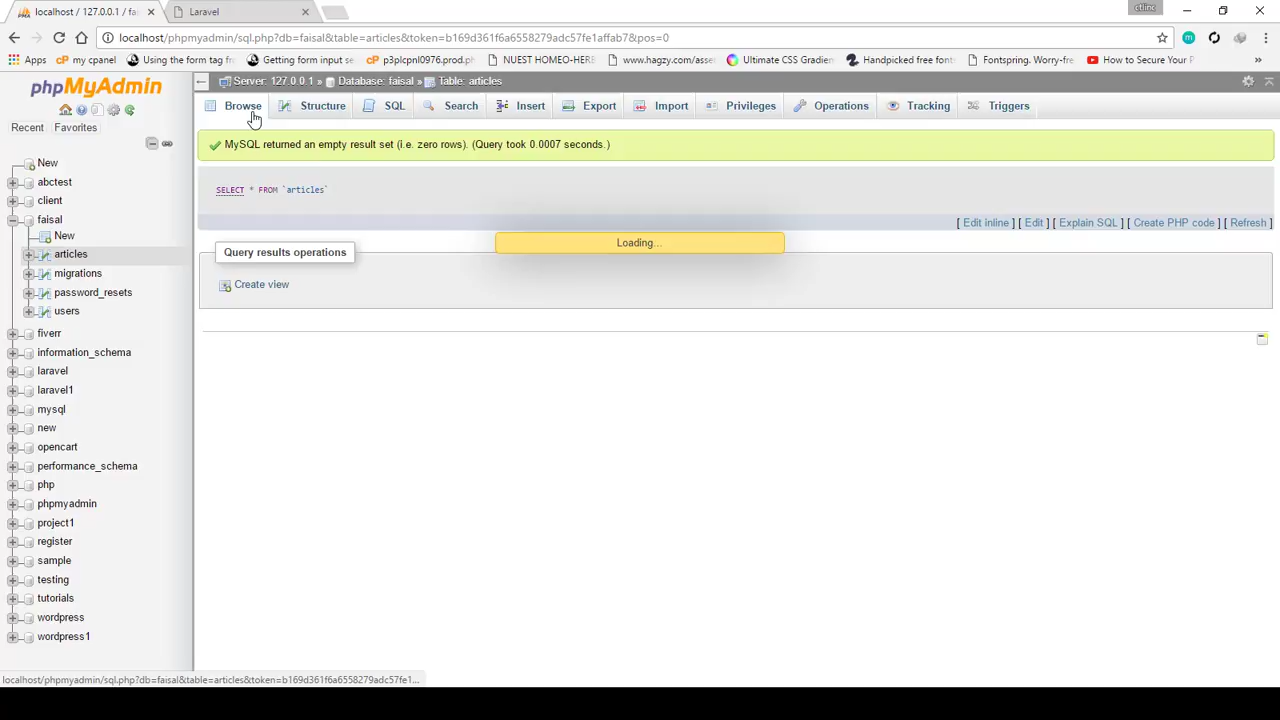 localhost / 127.0.0.1 / fai
Laravel
stlinc
localhost/phpmyadmin/sql.php?db=faisal&table=articles&token=b169d361f6a6558279adc57fe1affab7&pos=0
Apps
my cpanel
Using the form tag fr
Getting form input se
p3plcpnl0976.prod.p
NUEST HOME-HERE
www.hagzy.com/asset
Ultimate CSS Gradien
Handpicked free font
Fontspring. Worry-fre
How to Secure Your P
phpMyAdmin
Server: 127.0.0.1 » Database: faisal » Table: articles
Browse
Structure
SQL
Search
Insert
Export
Import
Privileges
Operations
Tracking
Triggers
Recent
Favorites
MySQL returned an empty result set (i.e. zero rows). (Query took 0.0007 seconds.)
SELECT * FROM `articles`
[ Edit inline ] [ Edit ] [ Explain SQL ] [ Create PHP code ] [ Refresh ]
Loading...
Query results operations
Create view
New
abctest
client
faisal
New
articles
migrations
password_resets
users
fiverr
information_schema
laravel
laravel1
mysql
new
opencart
performance_schema
php
phpmyadmin
project1
register
sample
testing
tutorials
wordpress
wordpress1
localhost/phpmyadmin/sql.php?db=faisal&table=articles&token=b169d361f6a6558279adc57fe1...